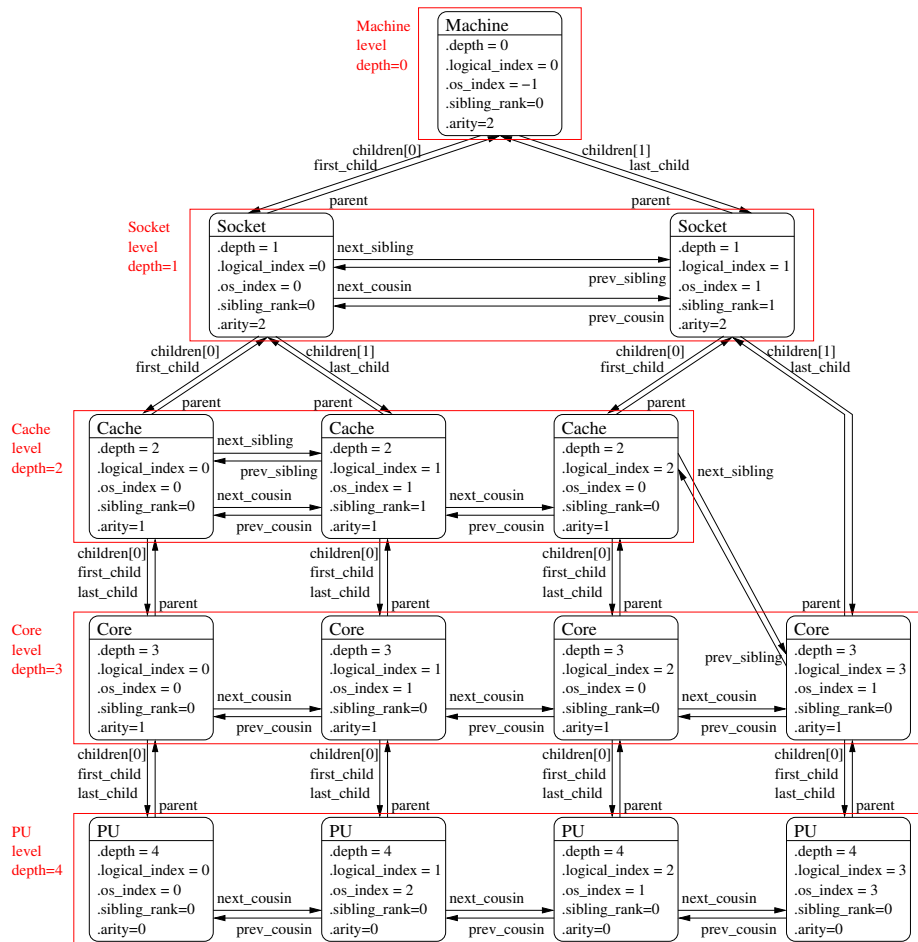 Machine
level
depth=0
Machine
.depth = 0
.logical_index = 0
.os_index = −1
.sibling_rank=0
.arity=2
children[0]
first_child
children[1]
last_child
parent
parent
Socket
level
depth=1
Socket
.depth = 1
.logical_index =0
.os_index = 0
.sibling_rank=0
.arity=2
next_sibling
prev_sibling
next_cousin
prev_cousin
Socket
.depth = 1
.logical_index = 1
.os_index = 1
.sibling_rank=1
.arity=2
children[0]
first_child
children[1]
last_child
children[0]
first_child
children[1]
last_child
parent
parent
parent
Cache
level
depth=2
Cache
.depth = 2
.logical_index = 0
.os_index = 0
.sibling_rank=0
.arity=1
next_sibling
prev_sibling
next_cousin
prev_cousin
Cache
.depth = 2
.logical_index = 1
.os_index = 1
.sibling_rank=1
.arity=1
next_cousin
prev_cousin
Cache
.depth = 2
.logical_index = 2
.os_index = 0
.sibling_rank=0
.arity=1
next_sibling
prev_sibling
children[0]
first_child
last_child
parent
children[0]
first_child
last_child
parent
children[0]
first_child
last_child
parent
parent
Core
level
depth=3
Core
.depth = 3
.logical_index = 0
.os_index = 0
.sibling_rank=0
.arity=1
next_cousin
prev_cousin
Core
.depth = 3
.logical_index = 1
.os_index = 1
.sibling_rank=0
.arity=1
next_cousin
prev_cousin
Core
.depth = 3
.logical_index = 2
.os_index = 0
.sibling_rank=0
.arity=1
next_cousin
prev_cousin
Core
.depth = 3
.logical_index = 3
.os_index = 1
.sibling_rank=0
.arity=1
children[0]
first_child
last_child
parent
children[0]
first_child
last_child
parent
children[0]
first_child
last_child
parent
children[0]
first_child
last_child
parent
PU
level
depth=4
PU
.depth = 4
.logical_index = 0
.os_index = 0
.sibling_rank=0
.arity=0
next_cousin
prev_cousin
PU
.depth = 4
.logical_index = 1
.os_index = 2
.sibling_rank=0
.arity=0
next_cousin
prev_cousin
PU
.depth = 4
.logical_index = 2
.os_index = 1
.sibling_rank=0
.arity=0
next_cousin
prev_cousin
PU
.depth = 4
.logical_index = 3
.os_index = 3
.sibling_rank=0
.arity=0